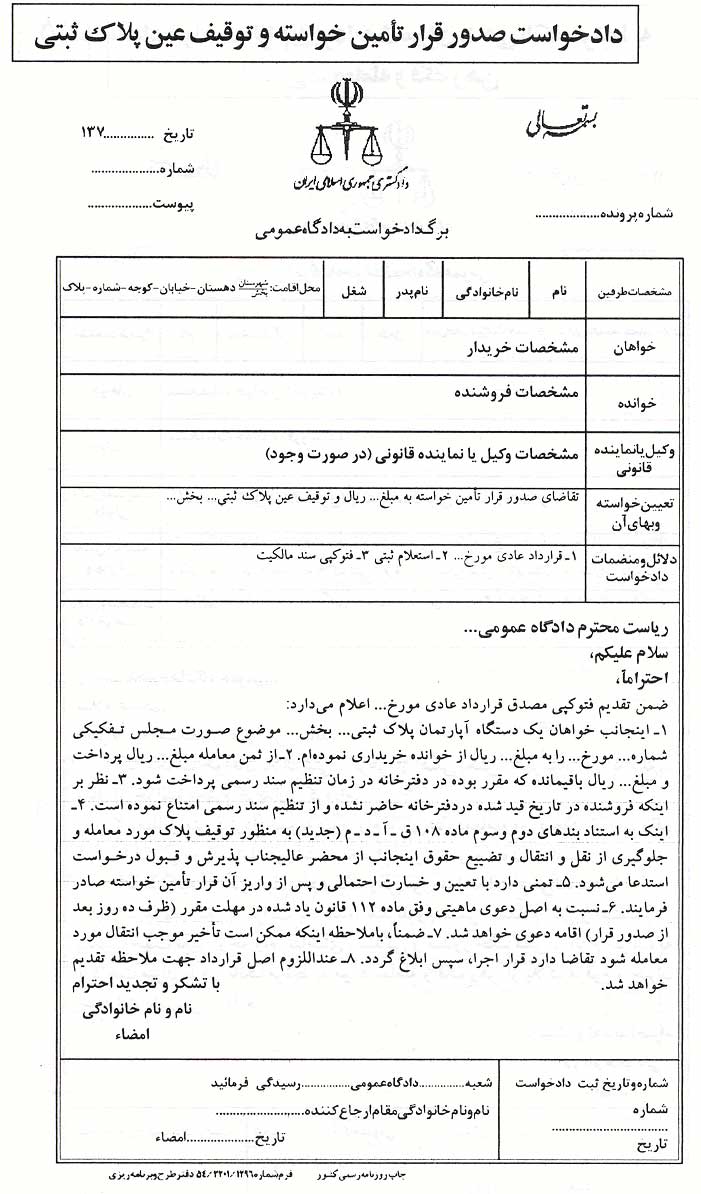 دادخواست صدور قرار تأمین خواسته و توقیف عین پلاک ثبتی
بسمه تعالی
تاریخ ..............۱۳۷
شماره....................
پیوست...................
دادگستری جمهوری اسلامی ایران
شماره پرونده..................
برگ دادخواست به دادگاه عمومی
مشخصات طرفین نام نام خانوادگی نام پدر شغل محل اقامت: شهرستان بخش دهستان-خیابان-کوچه-شماره-پلاک
خواهان مشخصات خریدار
خوانده مشخصات فروشنده
وکیل یا نماینده قانونی مشخصات وکیل یا نماینده قانونی (در صورت وجود)
تعیین خواسته وبهای آن تقاضای صدور قرار تأمین خواسته به مبلغ... ریال و توقیف عین پلاک ثبتی... بخش...
دلائل ومنضمات دادخواست ۱ـ قرارداد عادی مورخ... ۲ـ استعلام ثبتی ۳ـ فتوکپی سند مالکیت
ریاست محترم دادگاه عمومی...
سلام علیکم،
احتراماً،
ضمن تقدیم فتوکپی مصدق قرارداد عادی مورخ... اعلام می‌دارد:
۱ـ اینجانب خواهان یک دستگاه آپارتمان پلاک ثبتی... بخش... موضوع صورت مجلس تفکیکی
شماره... مورخ... را به مبلغ... ریال از خوانده خریداری نموده‌ام. ۲ـ از ثمن معامله مبلغ... ریال پرداخت
و مبلغ... ریال باقیمانده که مقرر بوده در دفترخانه در زمان تنظیم سند رسمی پرداخت شود. ۳ـ نظر بر
اینکه فروشنده در تاریخ قید شده دردفترخانه حاضر نشده و از تنظیم سند رسمی امتناع نموده است. ۴ـ
اینک به استناد بندهای دوم وسوم ماده ۱۰۸ ق ـ آ ـ د ـ م (جدید) به منظور توقیف پلاک مورد معامله و
جلوگیری از نقل و انتقال و تضییع حقوق اینجانب از محضر عالیجناب پذیرش و قبول درخواست
استدعا می‌شود. ۵ـ تمنی دارد با تعیین و خسارت احتمالی و پس از واریز آن قرار تأمین خواسته صادر
فرمایند. ۶ـ نسبت به اصل دعوی ماهیتی وفق ماده ۱۱۲ قانون یاد شده در مهلت مقرر (ظرف ده روز بعد
از صدور قرار) اقامه دعوی خواهد شد. ۷ـ ضمناً، باملاحظه اینکه ممکن است تأخیر موجب انتقال مورد
معامله شود تقاضا دارد قرار اجرا، سپس ابلاغ گردد. ۸ـ عنداللزوم اصل قرارداد جهت ملاحظه تقدیم
خواهد شد.
با تشکر و تجدید احترام
نام و نام خانوادگی
امضاء
شماره وتاریخ ثبت دادخواست
شماره
..........................
تاریخ
شعبه...............دادگاه عمومی................رسیدگی فرمائید
نام ونام خانوادگی مقام ارجاع کننده........................
تاریخ......................امضاء
چاپ روزنامه رسمی کشور فرم شماره ۵۴/۳۲۰۱/۱۲۹۶ دفتر طرح و برنامه ریزی